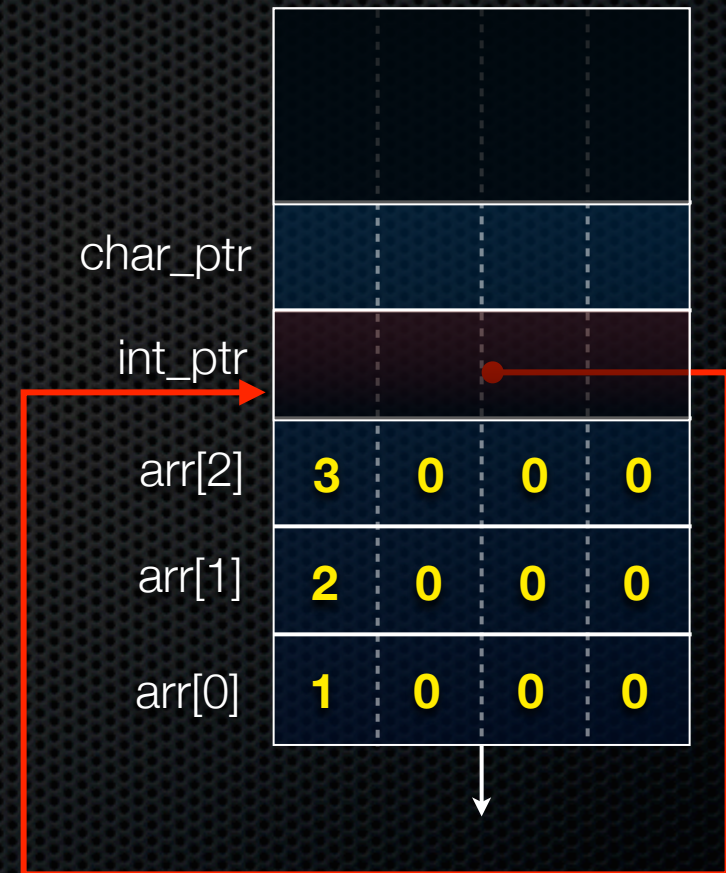 char_ptr
int_ptr
arr[2] 3 0 0 0
arr[1] 2 0 0 0
arr[0] 1 0 0 0